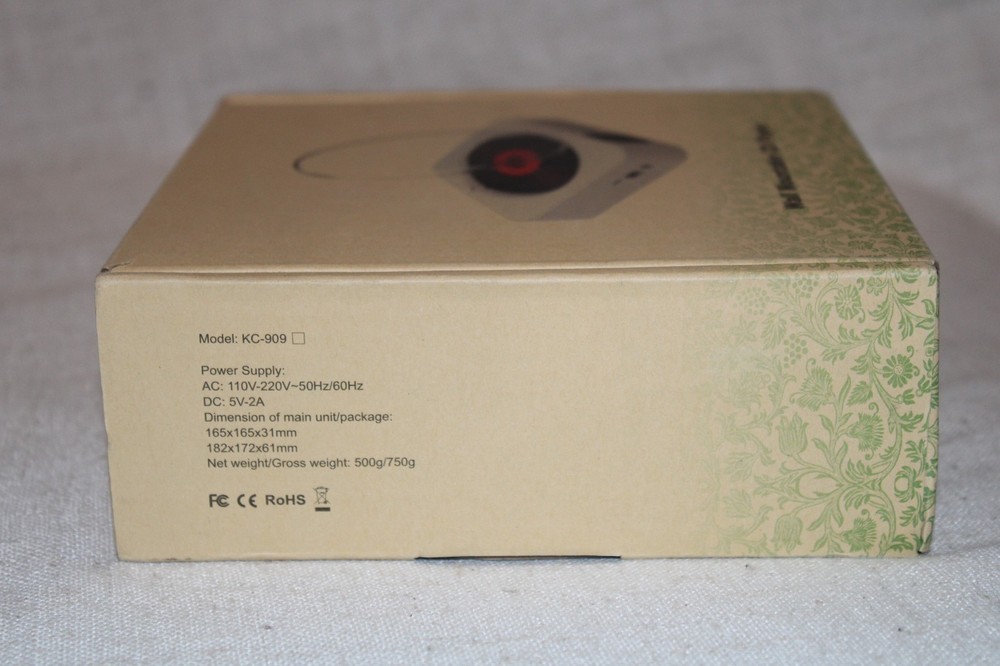 Model: KC-909 □
Power Supply:
AC: 110V-220V~50Hz/60Hz
DC: 5V-2A
Dimension of main unit/package:
165x165x31mm
182x172x61mm
Net weight/Gross weight: 500g/750g
FC CE RoHS